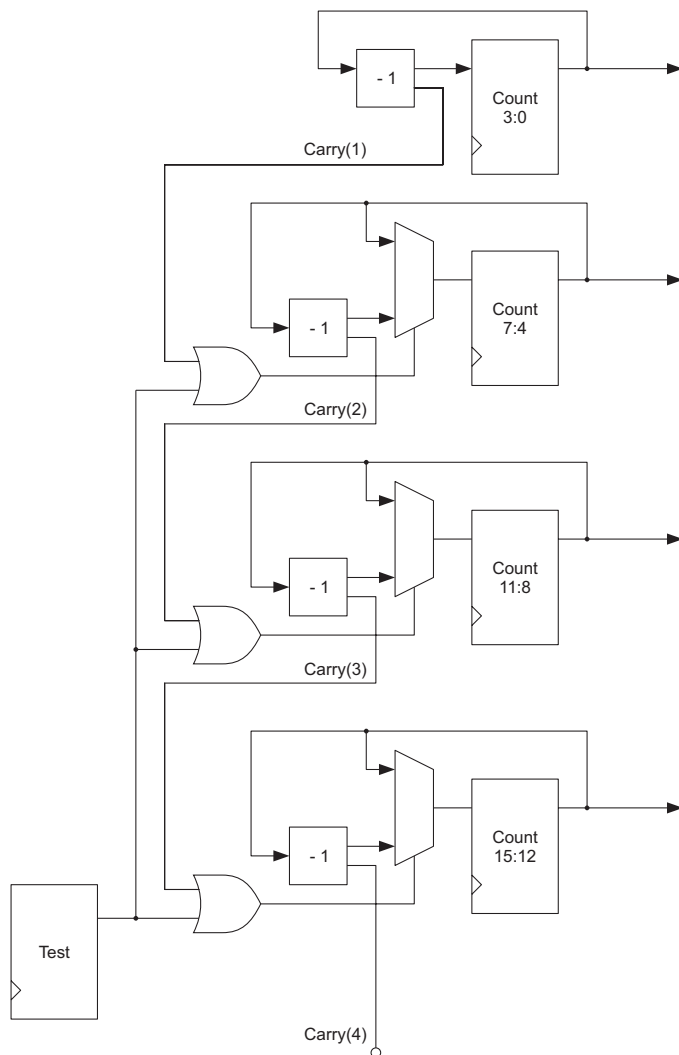 - 1
Count
3:0
Carry(1)
Count
7:4
- 1
Carry(2)
Count
11:8
- 1
Carry(3)
Count
15:12
- 1
Test
Carry(4)